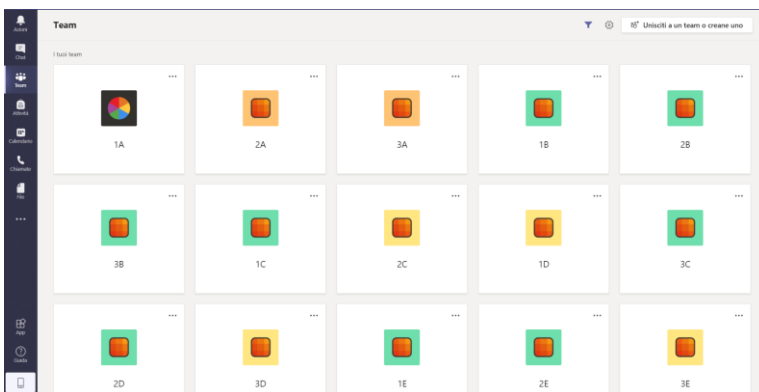 Team
Unisciti a un team o creane uno
I tuoi team
Azioni
Chat
Team
Attività
Calendario
Chiamate
File
App
Guida
1A
2A
3A
1B
2B
3B
1C
2C
1D
3C
2D
3D
1E
2E
3E